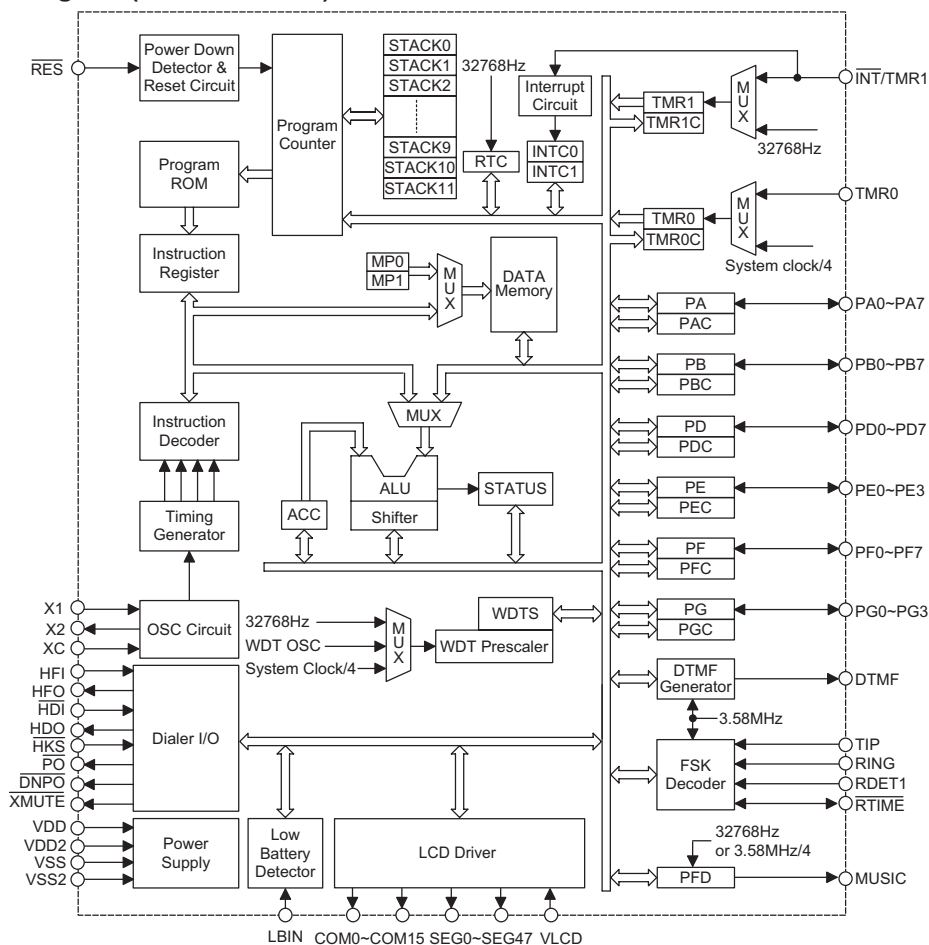 RES
Power Down
Detector &
Reset Circuit
Program
Counter
STACK0
STACK1
STACK2
STACK9
STACK10
STACK11
32768Hz
RTC
Interrupt
Circuit
INTC0
INTC1
TMR1
TMR1C
MUX
INT/TMR1
32768Hz
Program
ROM
TMR0
TMR0C
MUX
TMR0
System clock/4
Instruction
Register
MP0
MP1
MUX
DATA
Memory
PA
PAC
PA0~PA7
PB
PBC
PB0~PB7
MUX
Instruction
Decoder
PD
PDC
PD0~PD7
ALU
Shifter
STATUS
ACC
PE
PEC
PE0~PE3
Timing
Generator
PF
PFC
PF0~PF7
X1
X2
XC
OSC Circuit
32768Hz
WDT OSC
System Clock/4
MUX
WDTS
WDT Prescaler
PG
PGC
PG0~PG3
HFI
HFO
HDI
HDO
HKS
PO
DNPO
XMUTE
Dialer I/O
DTMF
Generator
DTMF
3.58MHz
FSK
Decoder
TIP
RING
RDET1
RTIME
VDD
VDD2
VSS
VSS2
Power
Supply
Low
Battery
Detector
LCD Driver
32768Hz
or 3.58MHz/4
PFD
MUSIC
LBIN
COM0~COM15
SEG0~SEG47
VLCD